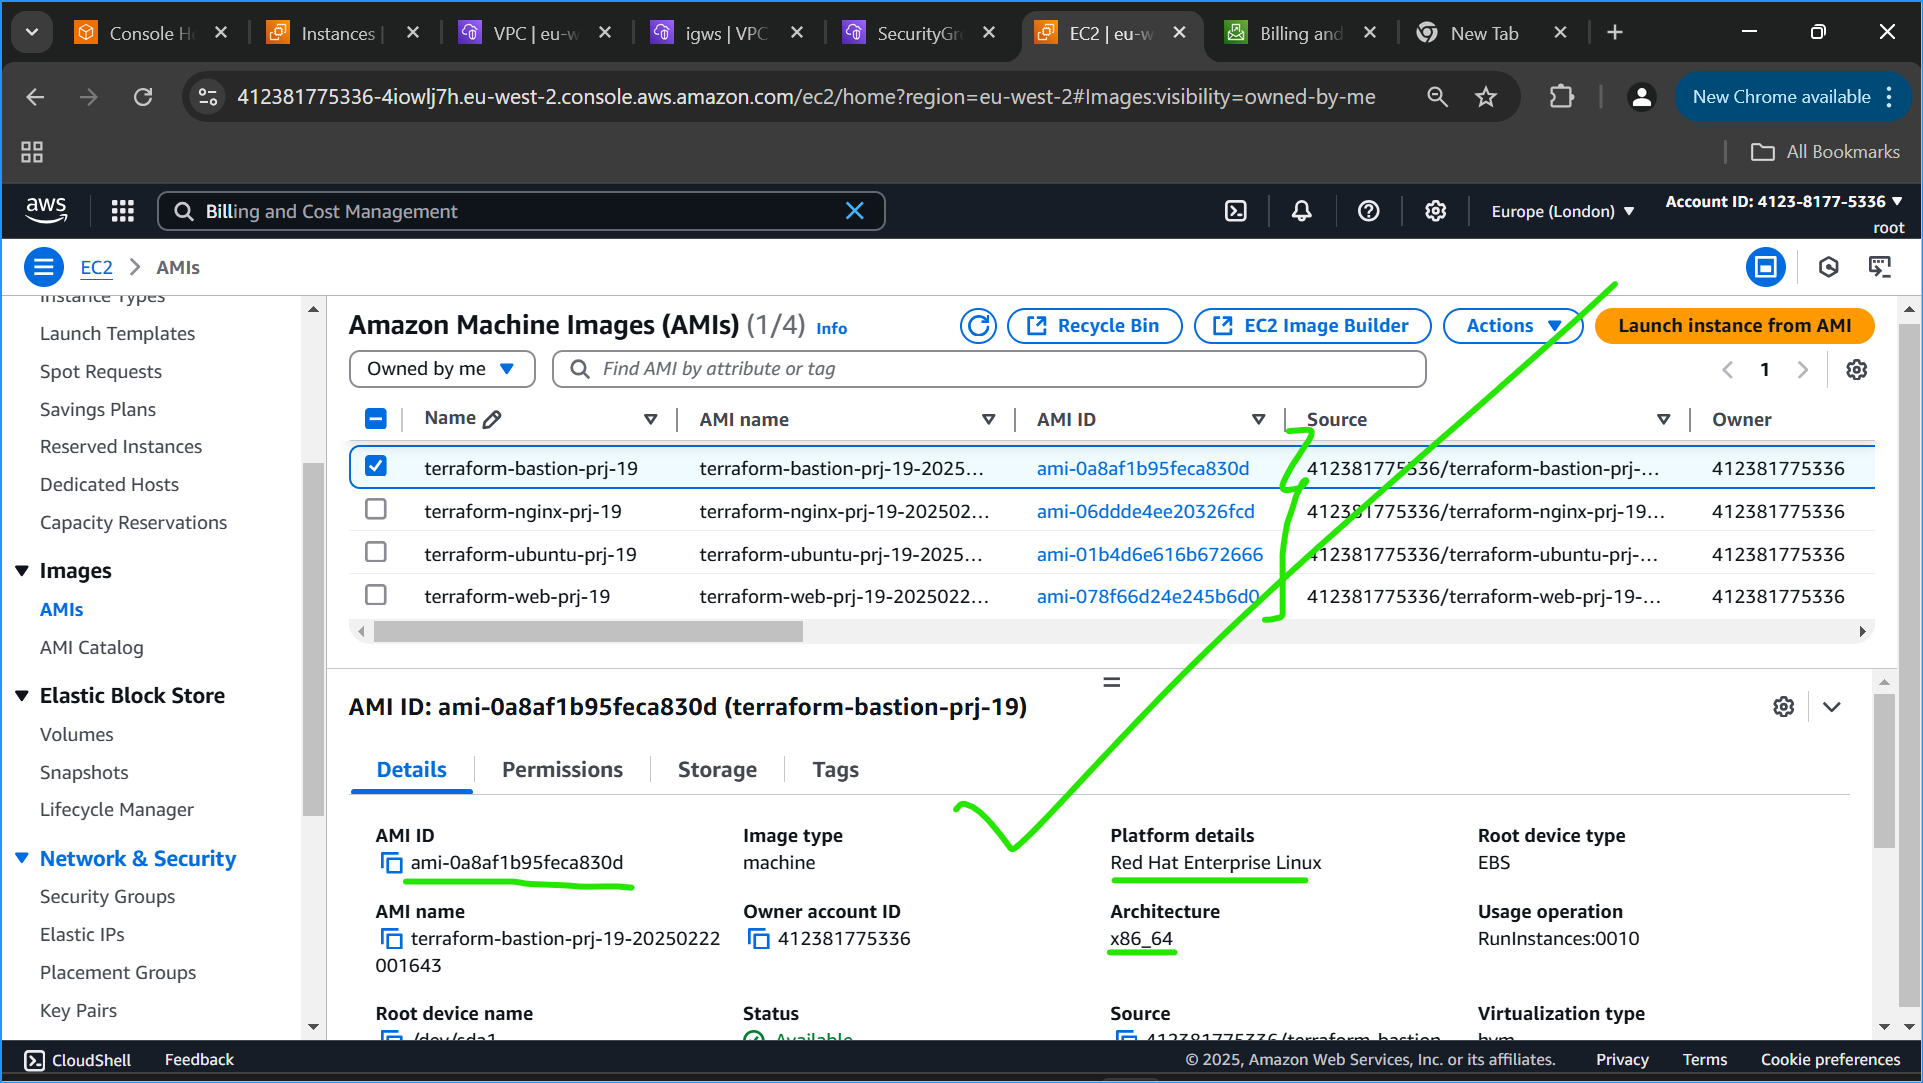 Console Ho
Instances |
VPC | eu-w
igws | VPC
SecurityGr
EC2 | eu-w
Billing and
New Tab
412381775336-4iowlj7h.eu-west-2.console.aws.amazon.com/ec2/home?region=eu-west-2#Images:visibility=owned-by-me
New Chrome available
All Bookmarks
aws
Billing and Cost Management
Europe (London)
Account ID: 4123-8177-5336
root
EC2
AMIs
Instance Types
Launch Templates
Spot Requests
Savings Plans
Reserved Instances
Dedicated Hosts
Capacity Reservations
Images
AMIs
AMI Catalog
Elastic Block Store
Volumes
Snapshots
Lifecycle Manager
Network & Security
Security Groups
Elastic IPs
Placement Groups
Key Pairs
Amazon Machine Images (AMIs) (1/4) Info
Recycle Bin
EC2 Image Builder
Actions
Launch instance from AMI
Owned by me
Find AMI by attribute or tag
1
Name AMI name AMI ID Source Owner
terraform-bastion-prj-19 terraform-bastion-prj-19-2025… ami-0a8af1b95feca830d 412381775336/terraform-bastion-prj-… 412381775336
terraform-nginx-prj-19 terraform-nginx-prj-19-202502… ami-06ddde4ee20326fcd 412381775336/terraform-nginx-prj-19… 412381775336
terraform-ubuntu-prj-19 terraform-ubuntu-prj-19-2025… ami-01b4d6e616b672666 412381775336/terraform-ubuntu-prj-… 412381775336
terraform-web-prj-19 terraform-web-prj-19-20250222… ami-078f66d24e245b6d0 412381775336/terraform-web-prj-19-… 412381775336
AMI ID: ami-0a8af1b95feca830d (terraform-bastion-prj-19)
Details
Permissions
Storage
Tags
AMI ID
ami-0a8af1b95feca830d
Image type
machine
Platform details
Red Hat Enterprise Linux
Root device type
EBS
AMI name
terraform-bastion-prj-19-20250222
001643
Owner account ID
412381775336
Architecture
x86_64
Usage operation
RunInstances:0010
Root device name
/dev/sda1
Status
Available
Source
412381775336/terraform-bastion
Virtualization type
hvm
CloudShell
Feedback
© 2025, Amazon Web Services, Inc. or its affiliates.
Privacy
Terms
Cookie preferences